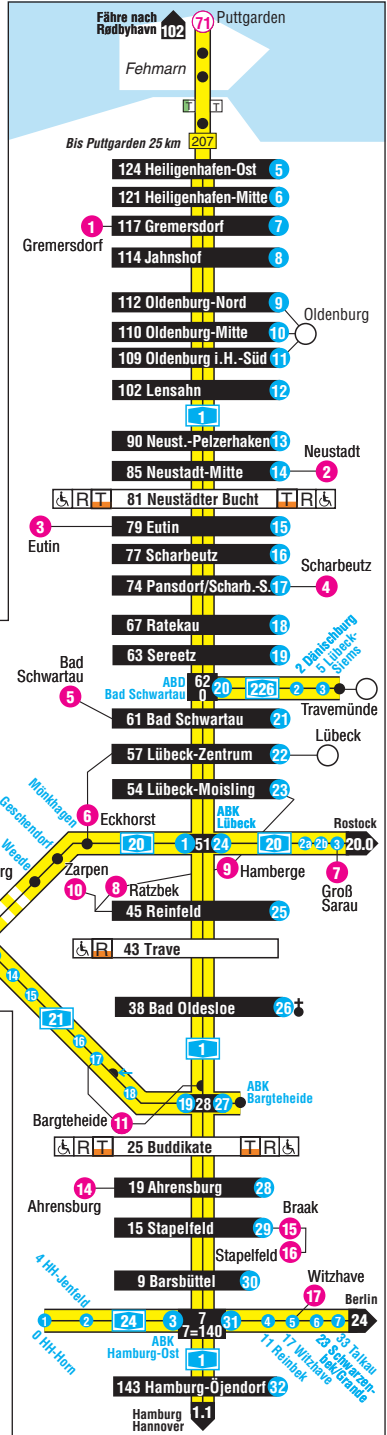 Fähre nach
Rødbyhavn 102
71 Puttgarden
Fehmarn
T T
Bis Puttgarden 25 km 207
124 Heiligenhafen-Ost 5
121 Heiligenhafen-Mitte 6
1 117 Gremersdorf 7
Gremersdorf
114 Jahnshof 8
112 Oldenburg-Nord 9
Oldenburg
110 Oldenburg-Mitte 10
109 Oldenburg i.H.-Süd 11
102 Lensahn 12
1
90 Neust.-Pelzerhaken 13
Neustadt
85 Neustadt-Mitte 14 2
R T 81 Neustädter Bucht T R
3 79 Eutin 15
Eutin
77 Scharbeutz 16
Scharbeutz
74 Pansdorf/Scharb.-S. 17 4
67 Ratekau 18
63 Sereetz 19
2 Dänischburg
5 Lübeck-
Siems
Bad
Schwartau
5
ABD
Bad Schwartau
62
0
20 226 2 3
Travemünde
61 Bad Schwartau 21
Lübeck
57 Lübeck-Zentrum 22
54 Lübeck-Moisling 23
Mönkhagen
Geschendorf
Weede
6 Eckhorst
ABK
Lübeck
Rostock
20 1 51 24 20 2a 2b 3 20.0
rg
Zarpen
10
8
Ratzbek
9 Hamberge
7
Groß
Sarau
45 Reinfeld 25
R 43 Trave
14
15
21
38 Bad Oldesloe 26
16
1
17
18
ABK
Bargteheide
19 28 27
Bargteheide 11
R T 25 Buddikate T R
14 19 Ahrensburg 28
Ahrensburg
Braak
15 Stapelfeld 29 15
Stapelfeld 16
9 Barsbüttel 30
Witzhave
17
4 HH-Jenfeld
Berlin
1 2 24 3 7 31 4 5 6 7 24
7=140
0 HH-Horn
ABK
Hamburg-Ost
11 Reinbek
17 Witzhave
23 Schwarzen-
bek/Grande
33 Talkau
1
143 Hamburg-Öjendorf 32
Hamburg
Hannover
1.1